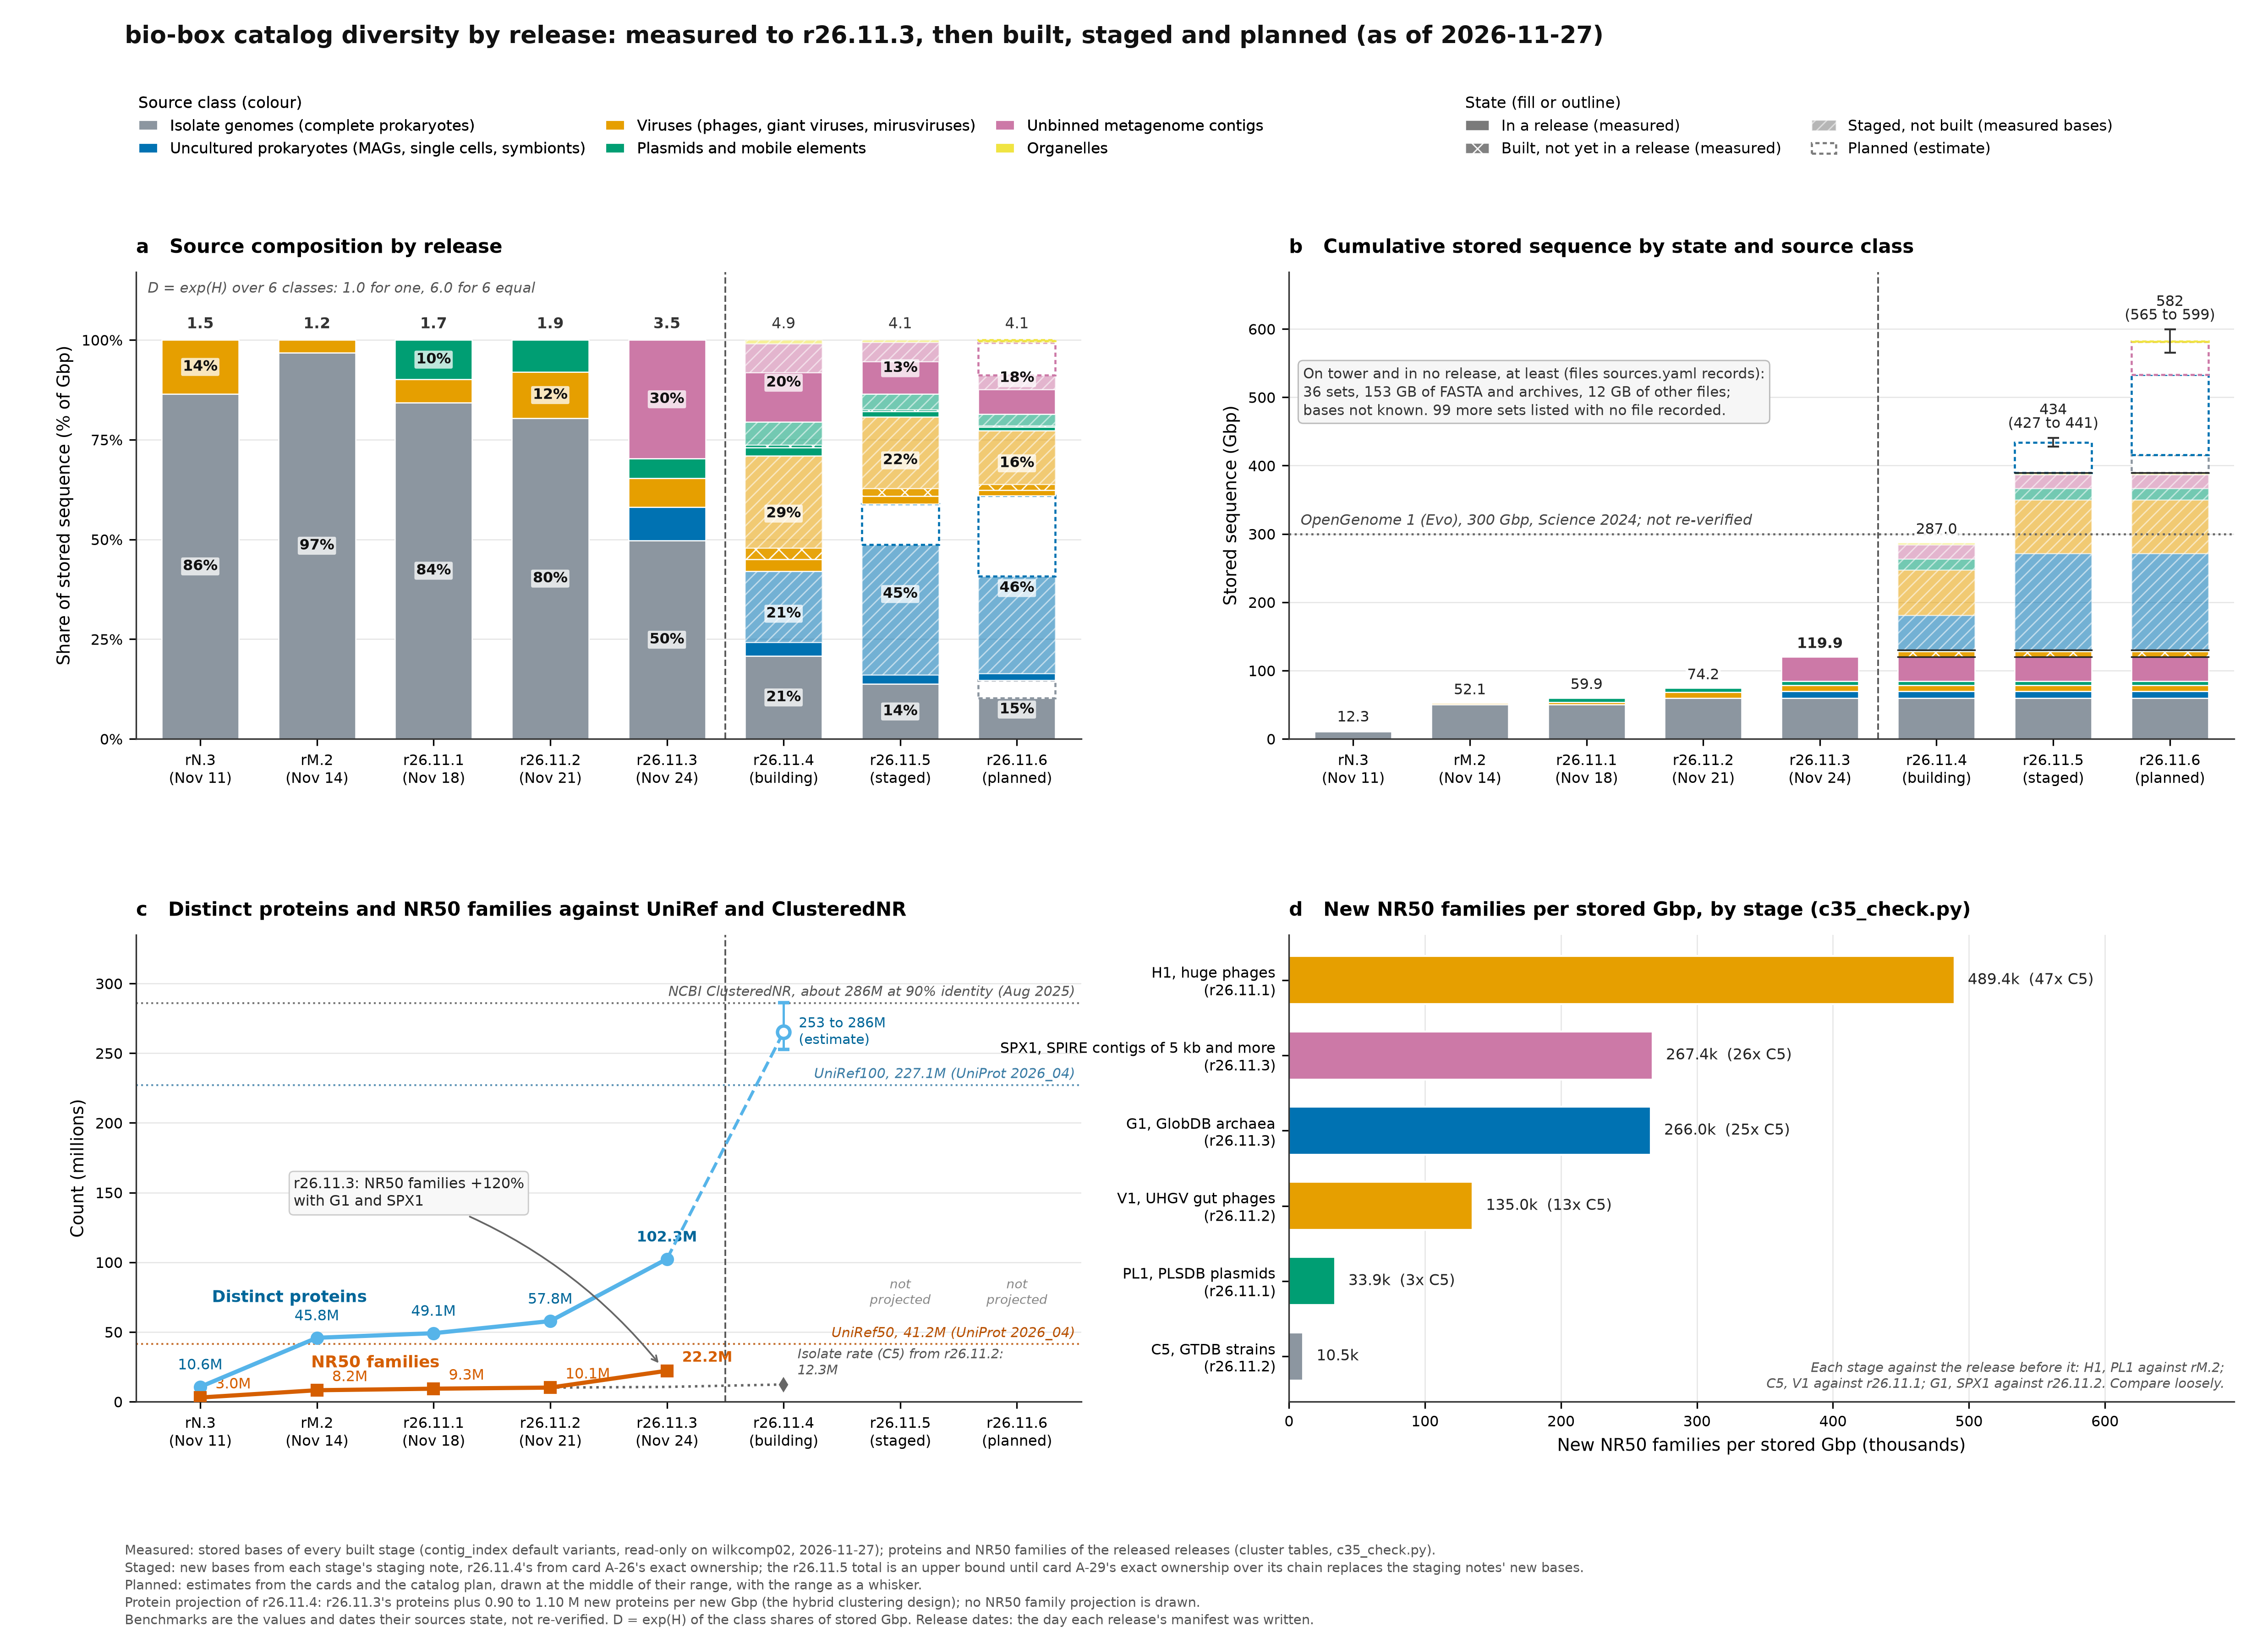 bio-box catalog diversity by release: measured to r26.11.3, then built, staged and planned (as of 2026-11-27)
Source class (colour)
Isolate genomes (complete prokaryotes)
Uncultured prokaryotes (MAGs, single cells, symbionts)
Viruses (phages, giant viruses, mirusviruses)
Plasmids and mobile elements
Unbinned metagenome contigs
Organelles
State (fill or outline)
In a release (measured)
Built, not yet in a release (measured)
Staged, not built (measured bases)
Planned (estimate)
a Source composition by release
D = exp(H) over 6 classes: 1.0 for one, 6.0 for 6 equal
1.5 1.2 1.7 1.9 3.5 4.9 4.1 4.1
Share of stored sequence (% of Gbp)
100%
75%
50%
25%
0%
14%
86%
97%
10%
84%
12%
80%
30%
50%
20%
29%
21%
21%
13%
22%
45%
14%
18%
16%
46%
15%
rN.3
(Nov 11)
rM.2
(Nov 14)
r26.11.1
(Nov 18)
r26.11.2
(Nov 21)
r26.11.3
(Nov 24)
r26.11.4
(building)
r26.11.5
(staged)
r26.11.6
(planned)
b Cumulative stored sequence by state and source class
Stored sequence (Gbp)
600
500
400
300
200
100
0
On tower and in no release, at least (files sources.yaml records):
36 sets, 153 GB of FASTA and archives, 12 GB of other files;
bases not known. 99 more sets listed with no file recorded.
OpenGenome 1 (Evo), 300 Gbp, Science 2024; not re-verified
12.3
52.1
59.9
74.2
119.9
287.0
434
(427 to 441)
582
(565 to 599)
rN.3
(Nov 11)
rM.2
(Nov 14)
r26.11.1
(Nov 18)
r26.11.2
(Nov 21)
r26.11.3
(Nov 24)
r26.11.4
(building)
r26.11.5
(staged)
r26.11.6
(planned)
c Distinct proteins and NR50 families against UniRef and ClusteredNR
Count (millions)
300
250
200
150
100
50
0
NCBI ClusteredNR, about 286M at 90% identity (Aug 2025)
253 to 286M
(estimate)
UniRef100, 227.1M (UniProt 2026_04)
r26.11.3: NR50 families +120%
with G1 and SPX1
102.3M
Distinct proteins
10.6M
45.8M
49.1M
57.8M
not
projected
not
projected
UniRef50, 41.2M (UniProt 2026_04)
Isolate rate (C5) from r26.11.2:
12.3M
NR50 families
3.0M
8.2M
9.3M
10.1M
22.2M
rN.3
(Nov 11)
rM.2
(Nov 14)
r26.11.1
(Nov 18)
r26.11.2
(Nov 21)
r26.11.3
(Nov 24)
r26.11.4
(building)
r26.11.5
(staged)
r26.11.6
(planned)
d New NR50 families per stored Gbp, by stage (c35_check.py)
H1, huge phages
(r26.11.1)
489.4k (47x C5)
SPX1, SPIRE contigs of 5 kb and more
(r26.11.3)
267.4k (26x C5)
G1, GlobDB archaea
(r26.11.3)
266.0k (25x C5)
V1, UHGV gut phages
(r26.11.2)
135.0k (13x C5)
PL1, PLSDB plasmids
(r26.11.1)
33.9k (3x C5)
C5, GTDB strains
(r26.11.2)
10.5k
Each stage against the release before it: H1, PL1 against rM.2;
C5, V1 against r26.11.1; G1, SPX1 against r26.11.2. Compare loosely.
0 100 200 300 400 500 600
New NR50 families per stored Gbp (thousands)
Measured: stored bases of every built stage (contig_index default variants, read-only on wilkcomp02, 2026-11-27); proteins and NR50 families of the released releases (cluster tables, c35_check.py).
Staged: new bases from each stage's staging note, r26.11.4's from card A-26's exact ownership; the r26.11.5 total is an upper bound until card A-29's exact ownership over its chain replaces the staging notes' new bases.
Planned: estimates from the cards and the catalog plan, drawn at the middle of their range, with the range as a whisker.
Protein projection of r26.11.4: r26.11.3's proteins plus 0.90 to 1.10 M new proteins per new Gbp (the hybrid clustering design); no NR50 family projection is drawn.
Benchmarks are the values and dates their sources state, not re-verified. D = exp(H) of the class shares of stored Gbp. Release dates: the day each release's manifest was written.